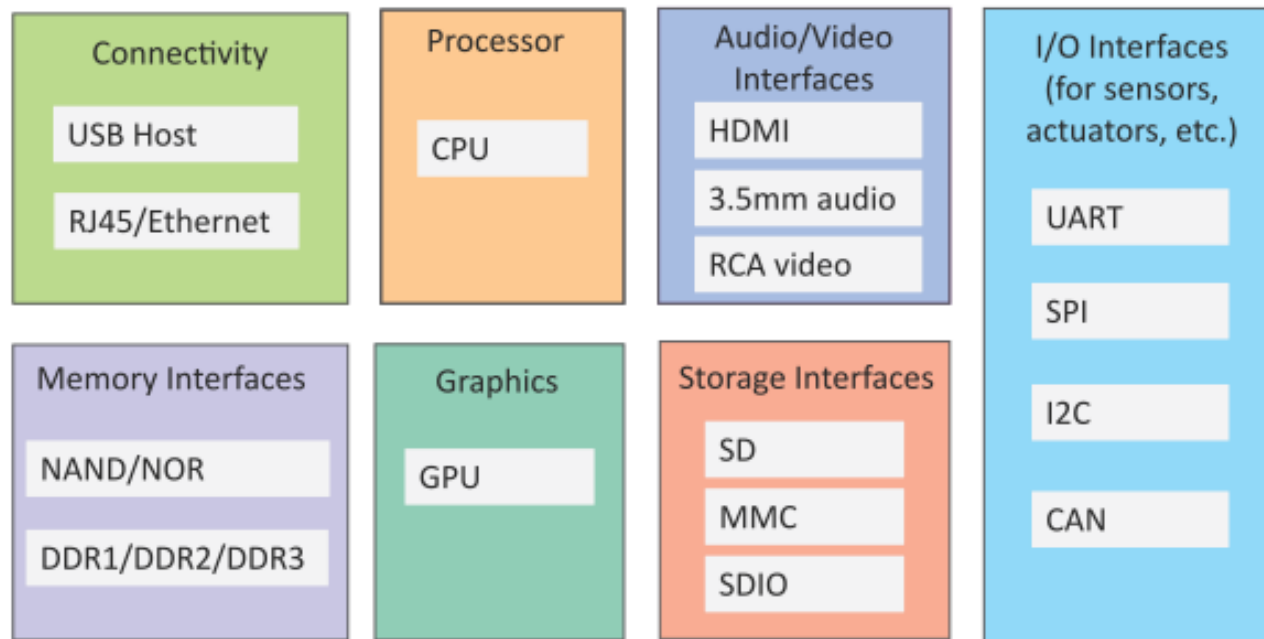 Connectivity
USB Host
RJ45/Ethernet
Processor
CPU
Audio/Video
Interfaces
HDMI
3.5mm audio
RCA video
I/O Interfaces
(for sensors,
actuators, etc.)
UART
SPI
I2C
CAN
Memory Interfaces
NAND/NOR
DDR1/DDR2/DDR3
Graphics
GPU
Storage Interfaces
SD
MMC
SDIO